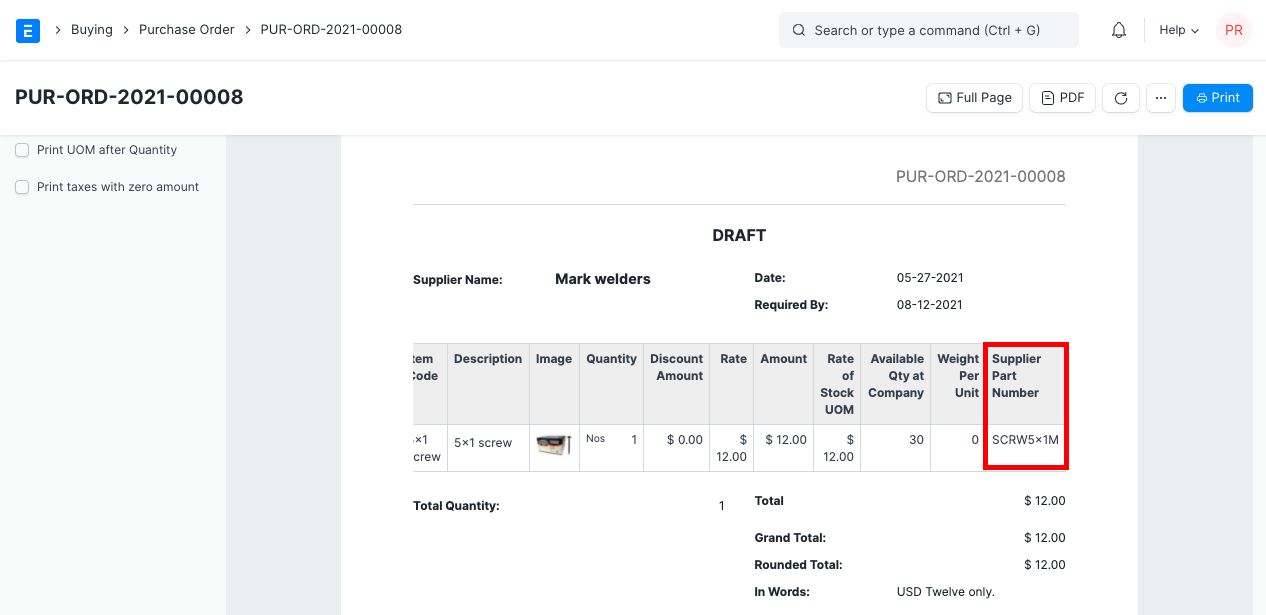 E > Buying > Purchase Order > PUR-ORD-2021-00008
Search or type a command (Ctrl + G)
Help
PR
PUR-ORD-2021-00008
Full Page
PDF
...
Print
Print UOM after Quantity
Print taxes with zero amount
PUR-ORD-2021-00008
DRAFT
Supplier Name: Mark welders
Date: 05-27-2021
Required By: 08-12-2021
tem
Code
Description
Image
Quantity
Discount
Amount
Rate
Amount
Rate
of
Stock
UOM
Available
Qty at
Company
Weight
Per
Unit
Supplier
Part
Number
×1
crew
5×1 screw
Nos 1
$ 0.00
$
12.00
$ 12.00
$
12.00
30
0
SCRW5×1M
Total Quantity: 1
Total $ 12.00
Grand Total: $ 12.00
Rounded Total: $ 12.00
In Words: USD Twelve only.